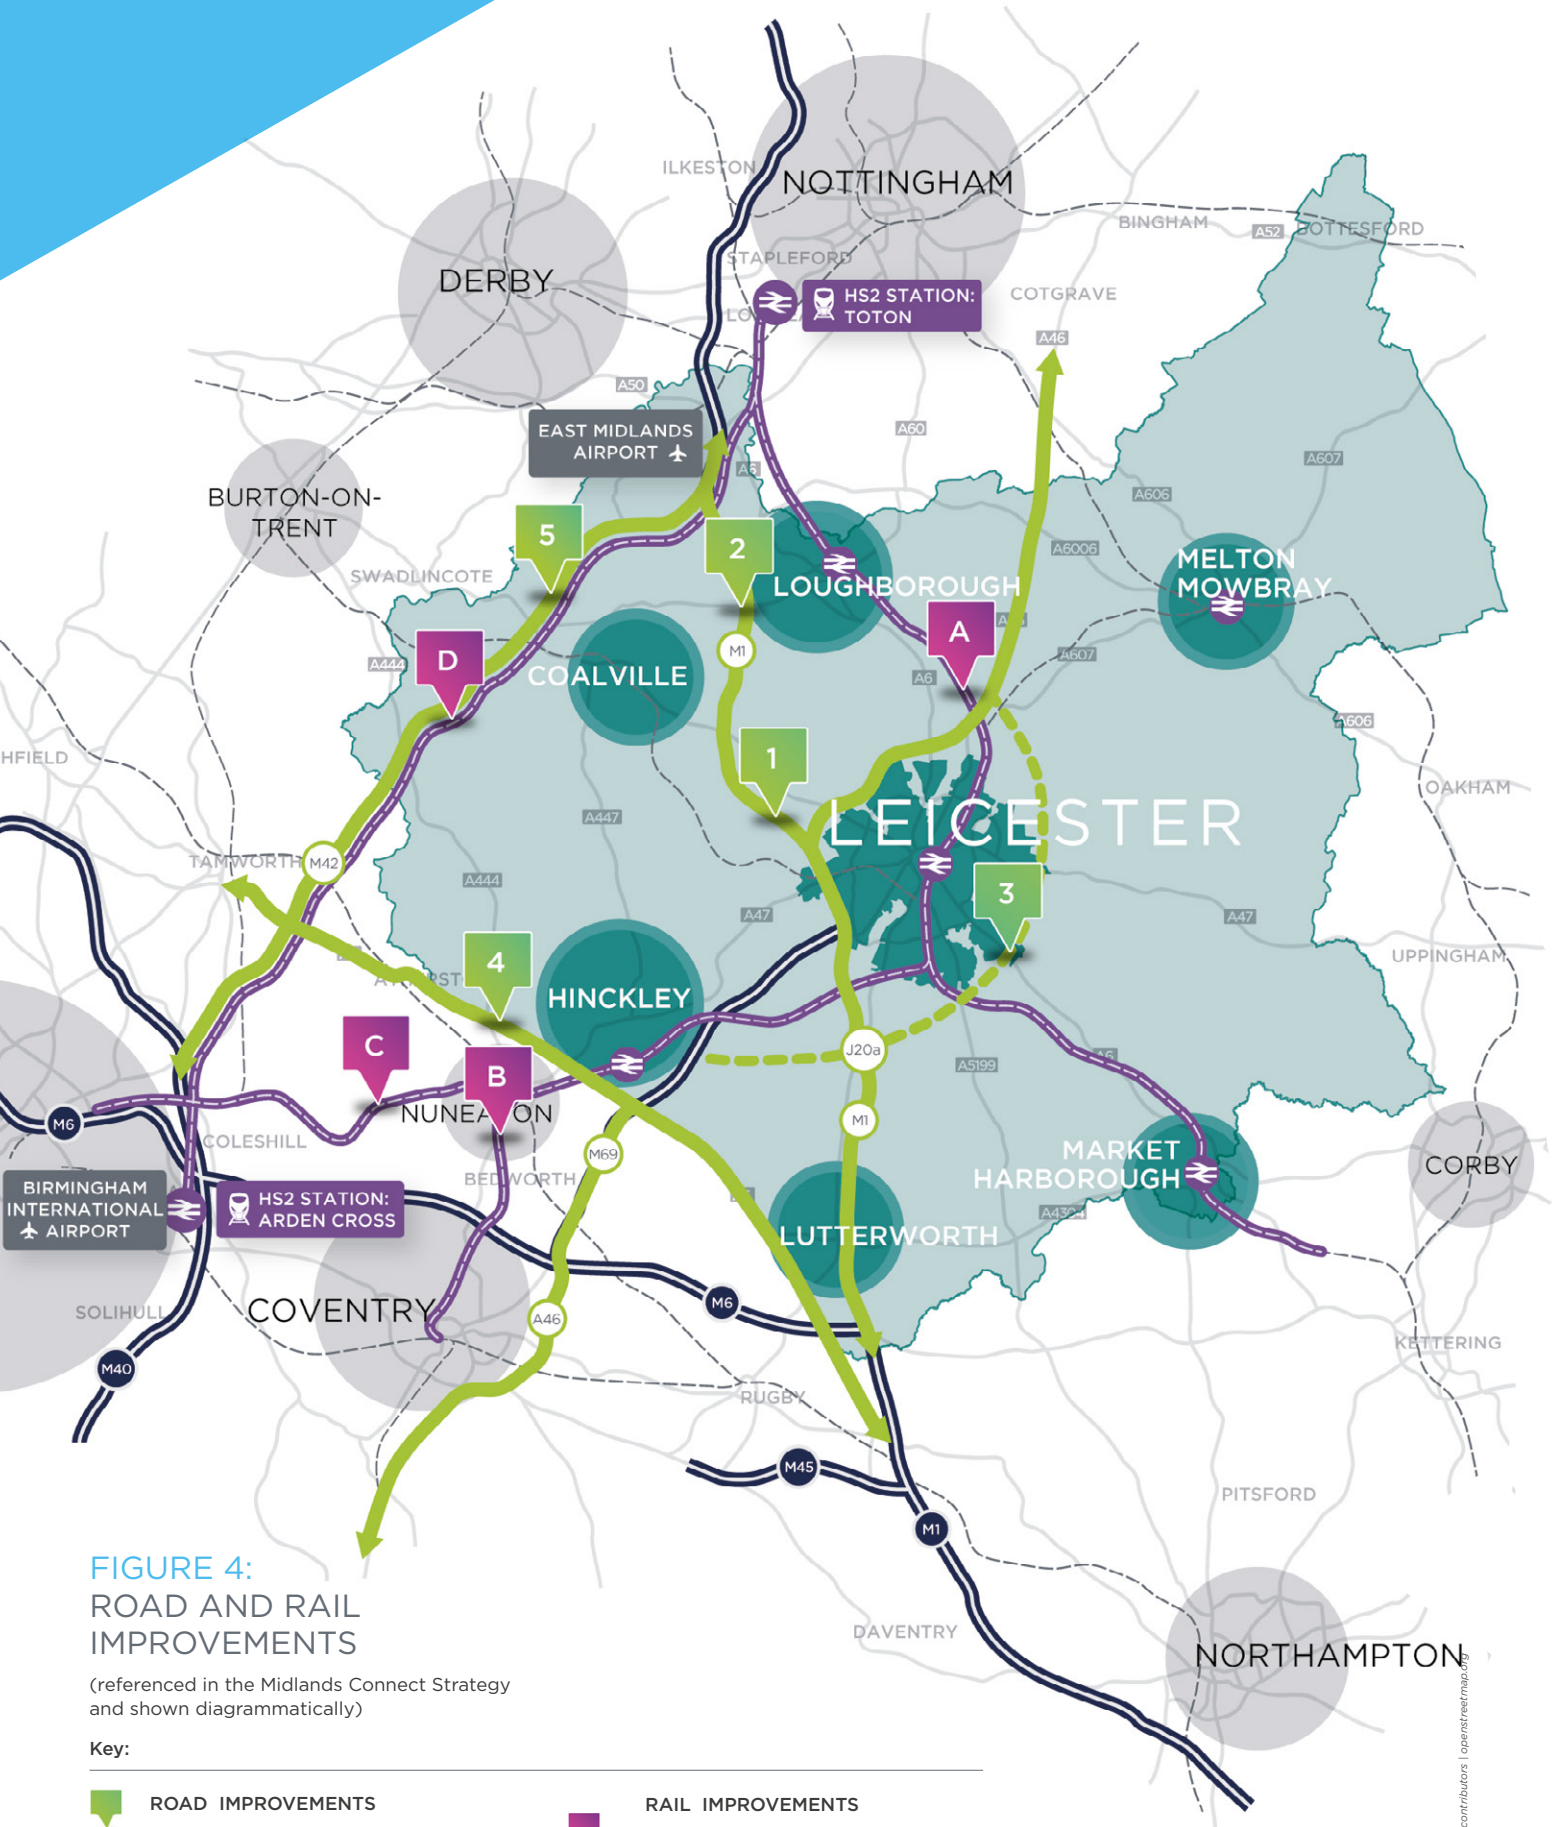 ILKESTON
NOTTINGHAM
BINGHAM
A52
BOTTESFORD
STAPLEFORD
DERBY
HS2 STATION:
TOTON
COTGRAVE
A46
A50
EAST MIDLANDS
AIRPORT
A60
A6
A607
A606
BURTON-ON-
TRENT
5
2
SWADLINCOTE
LOUGHBOROUGH
A6006
MELTON
MOWBRAY
A
A607
D
A444
COALVILLE
M1
A6
A606
HFIELD
1
OAKHAM
A447
LEICESTER
TAMWORTH
M42
A444
3
A47
A47
UPPINGHAM
4
HINCKLEY
C
J20a
A5199
A6
B
NUNEATON
M6
COLESHILL
M1
M69
MARKET
HARBOROUGH
CORBY
BIRMINGHAM
INTERNATIONAL
AIRPORT
HS2 STATION:
ARDEN CROSS
BEDWORTH
A4304
LUTTERWORTH
SOLIHULL
COVENTRY
M6
A46
KETTERING
M40
RUGBY
M45
PITSFORD
M1
DAVENTRY
NORTHAMPTON
FIGURE 4:
ROAD AND RAIL
IMPROVEMENTS
(referenced in the Midlands Connect Strategy
and shown diagrammatically)
Key:
ROAD IMPROVEMENTS
RAIL IMPROVEMENTS
contributors | openstreetmap.org